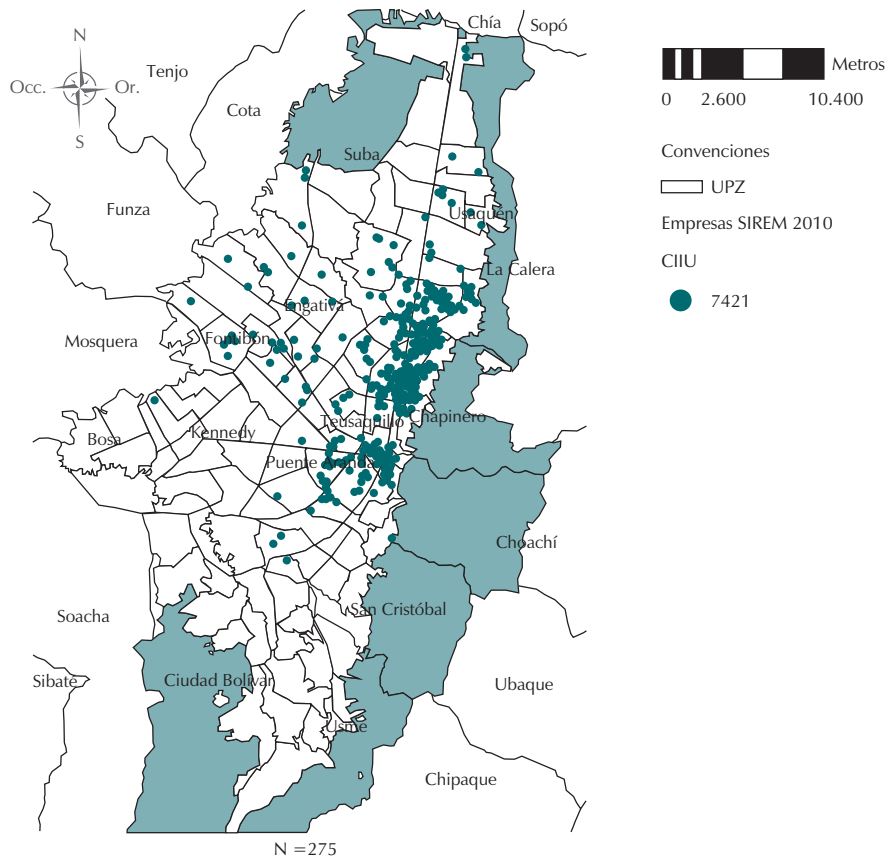 Chía
Sopó
N
Tenjo
Occ.
Or.
Cota
S
Suba
Funza
Usaquén
La Calera
Engativá
Mosquera
Fontibón
Chapinero
Teusaquillo
Bosa
Kennedy
Puente Aranda
Choachí
San Cristóbal
Soacha
Sibaté
Ciudad Bolívar
Ubaque
Usme
Chipaque
N =275
Metros
0 2.600 10.400
Convenciones
UPZ
Empresas SIREM 2010
CIIU
7421